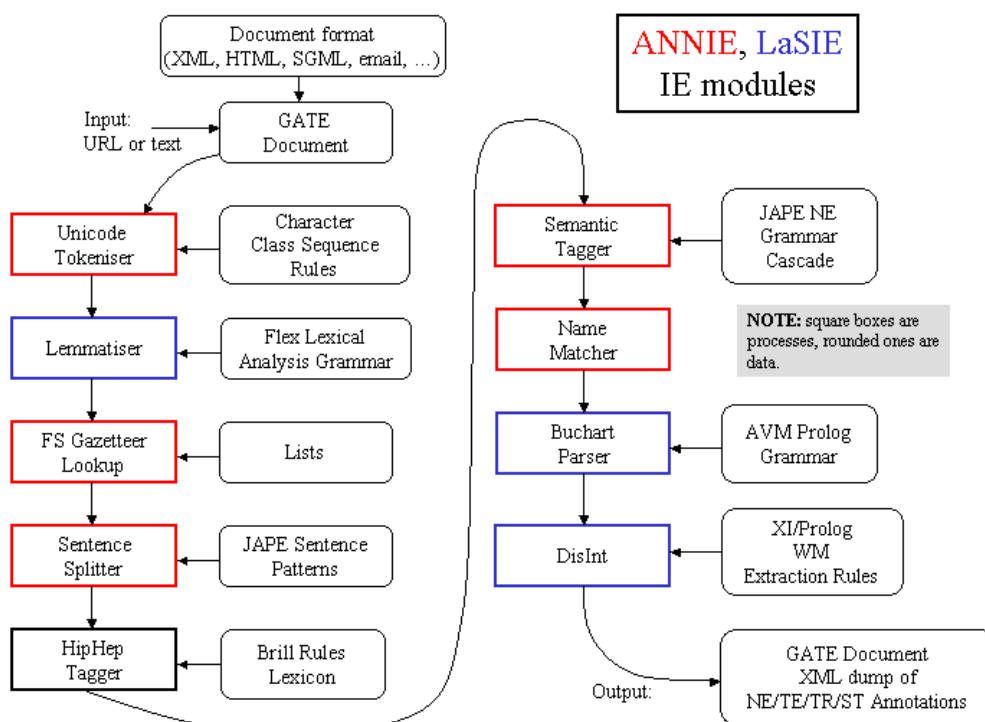 Document format
(XML, HTML, SGML, email, …)
ANNIE, LaSIE
IE modules
Input:
URL or text
GATE
Document
Unicode
Tokeniser
Character
Class Sequence
Rules
Lemmatiser
Flex Lexical
Analysis Grammar
FS Gazetteer
Lookup
Lists
Sentence
Splitter
JAPE Sentence
Patterns
HipHep
Tagger
Brill Rules
Lexicon
Semantic
Tagger
JAPE NE
Grammar
Cascade
Name
Matcher
NOTE: square boxes are
processes, rounded ones are
data.
Buchart
Parser
AVM Prolog
Grammar
DisInt
XI/Prolog
WM
Extraction Rules
Output:
GATE Document
XML dump of
NE/TE/TR/ST Annotations